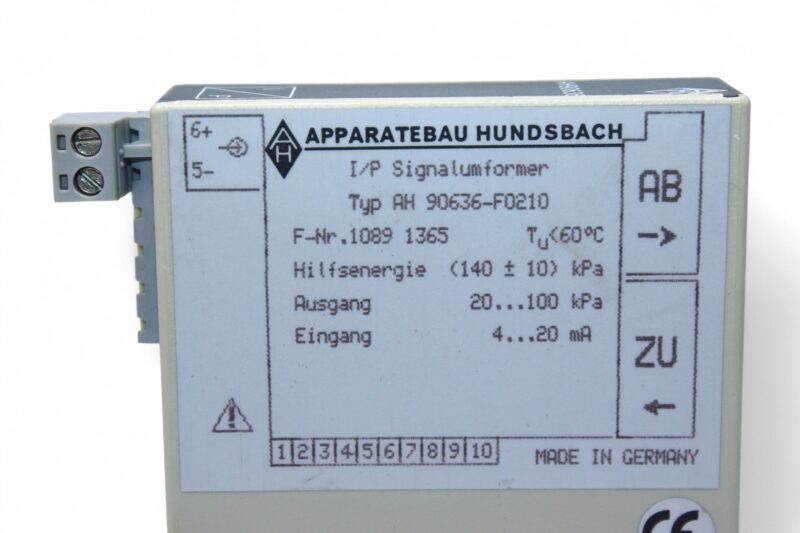 6+
5-
AH
APPARATEBAU HUNDSBACH
I/P Signalumformer
Typ AH 90636-F0210
F-Nr.1089 1365 Tu<60°C
Hilfsenergie (140 ± 10) kPa
Ausgang 20...100 kPa
Eingang 4...20 mA
AB
ZU
1 2 3 4 5 6 7 8 9 10
MADE IN GERMANY
CE